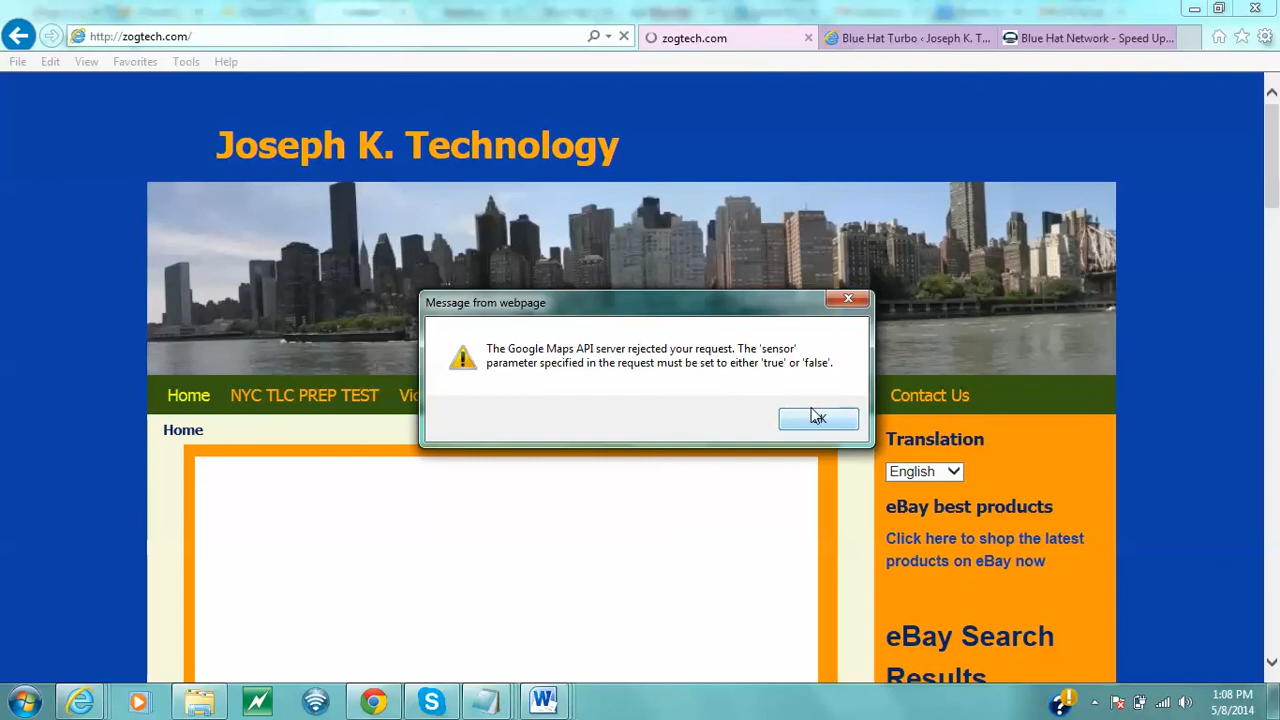 http://zogtech.com/
zogtech.com
Blue Hat Turbo ‹ Joseph K. T...
Blue Hat Network - Speed Up...
File Edit View Favorites Tools Help
Joseph K. Technology
Message from webpage
The Google Maps API server rejected your request. The 'sensor'
parameter specified in the request must be set to either 'true' or 'false'.
Home NYC TLC PREP TEST
Contact Us
Home
Translation
English
eBay best products
Click here to shop the latest
products on eBay now
eBay Search
Results
1:08 PM
5/8/2014